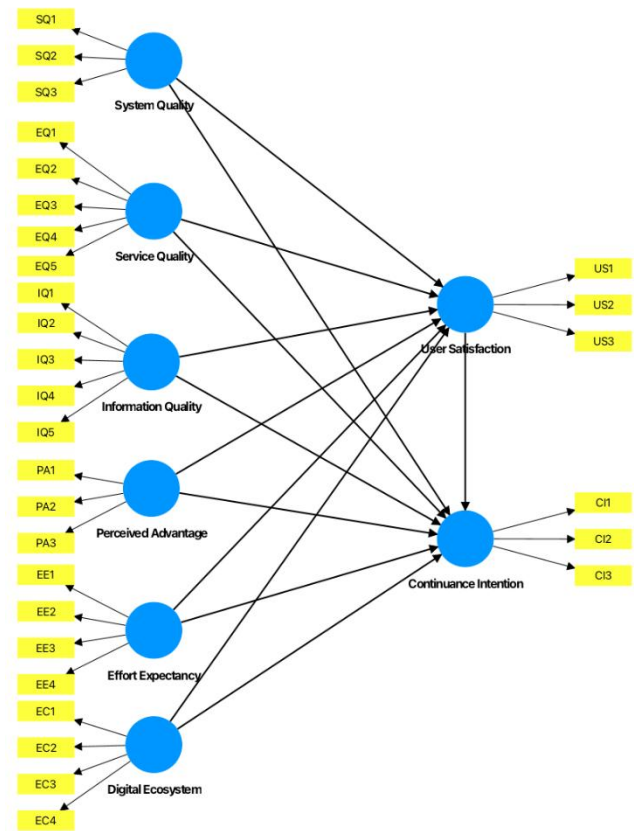 SQ1
SQ2
SQ3
System Quality
EQ1
EQ2
EQ3
EQ4
EQ5
Service Quality
IQ1
IQ2
IQ3
IQ4
IQ5
Information Quality
PA1
PA2
PA3
Perceived Advantage
EE1
EE2
EE3
EE4
Effort Expectancy
EC1
EC2
EC3
EC4
Digital Ecosystem
User Satisfaction
US1
US2
US3
Continuance Intention
CI1
CI2
CI3